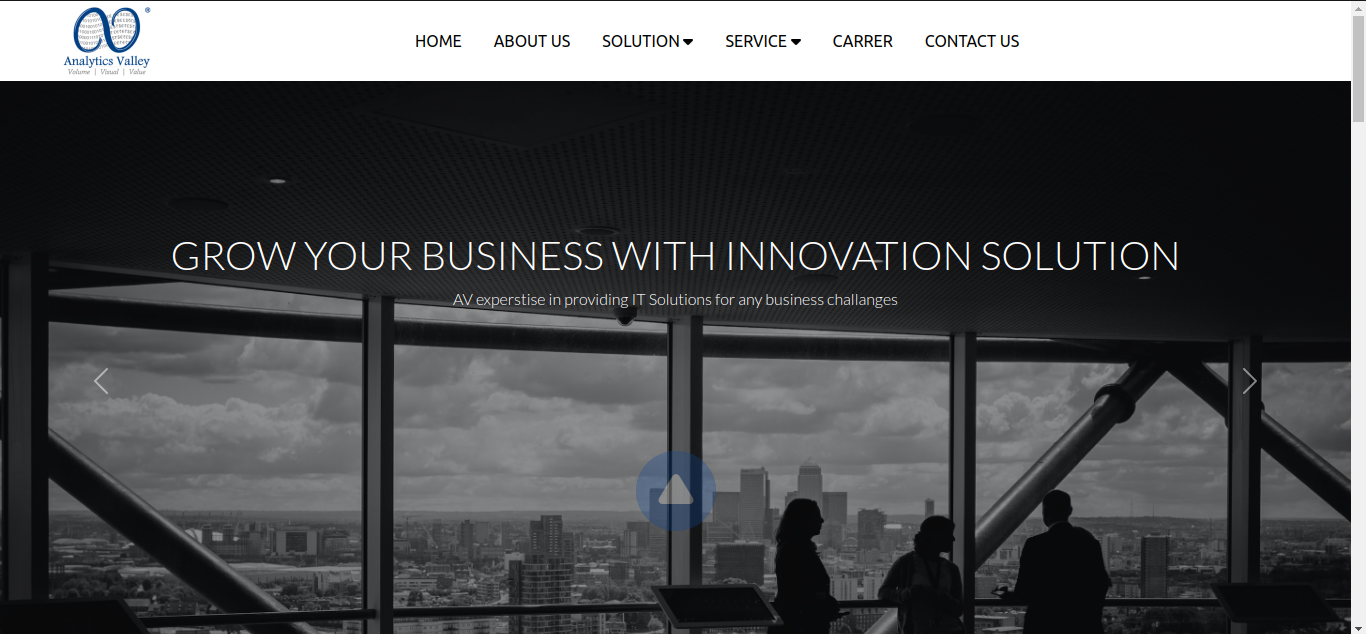 ®
Analytics Valley
Volume | Visual | Value
HOME ABOUT US SOLUTION SERVICE CARRER CONTACT US
GROW YOUR BUSINESS WITH INNOVATION SOLUTION
AV experstise in providing IT Solutions for any business challanges